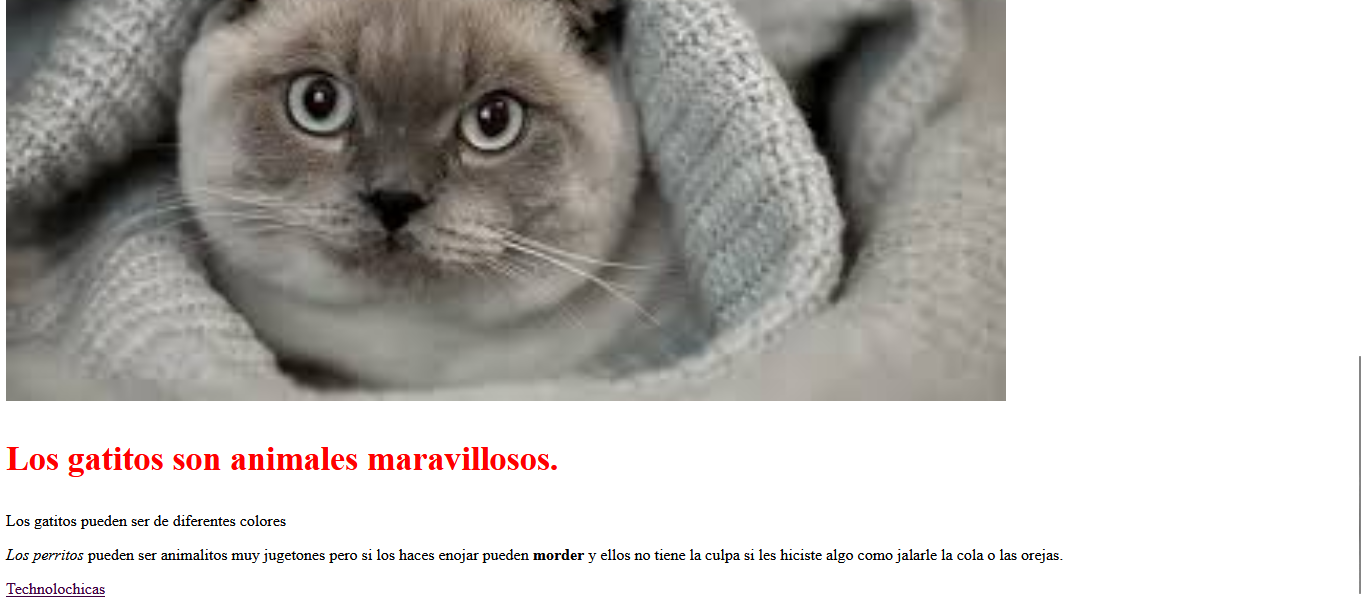 Los gatitos son animales maravillosos.
Los gatitos pueden ser de diferentes colores
Los perritos pueden ser animalitos muy jugetones pero si los haces enojar pueden morder y ellos no tiene la culpa si les hiciste algo como jalarle la cola o las orejas.
Technolochicas